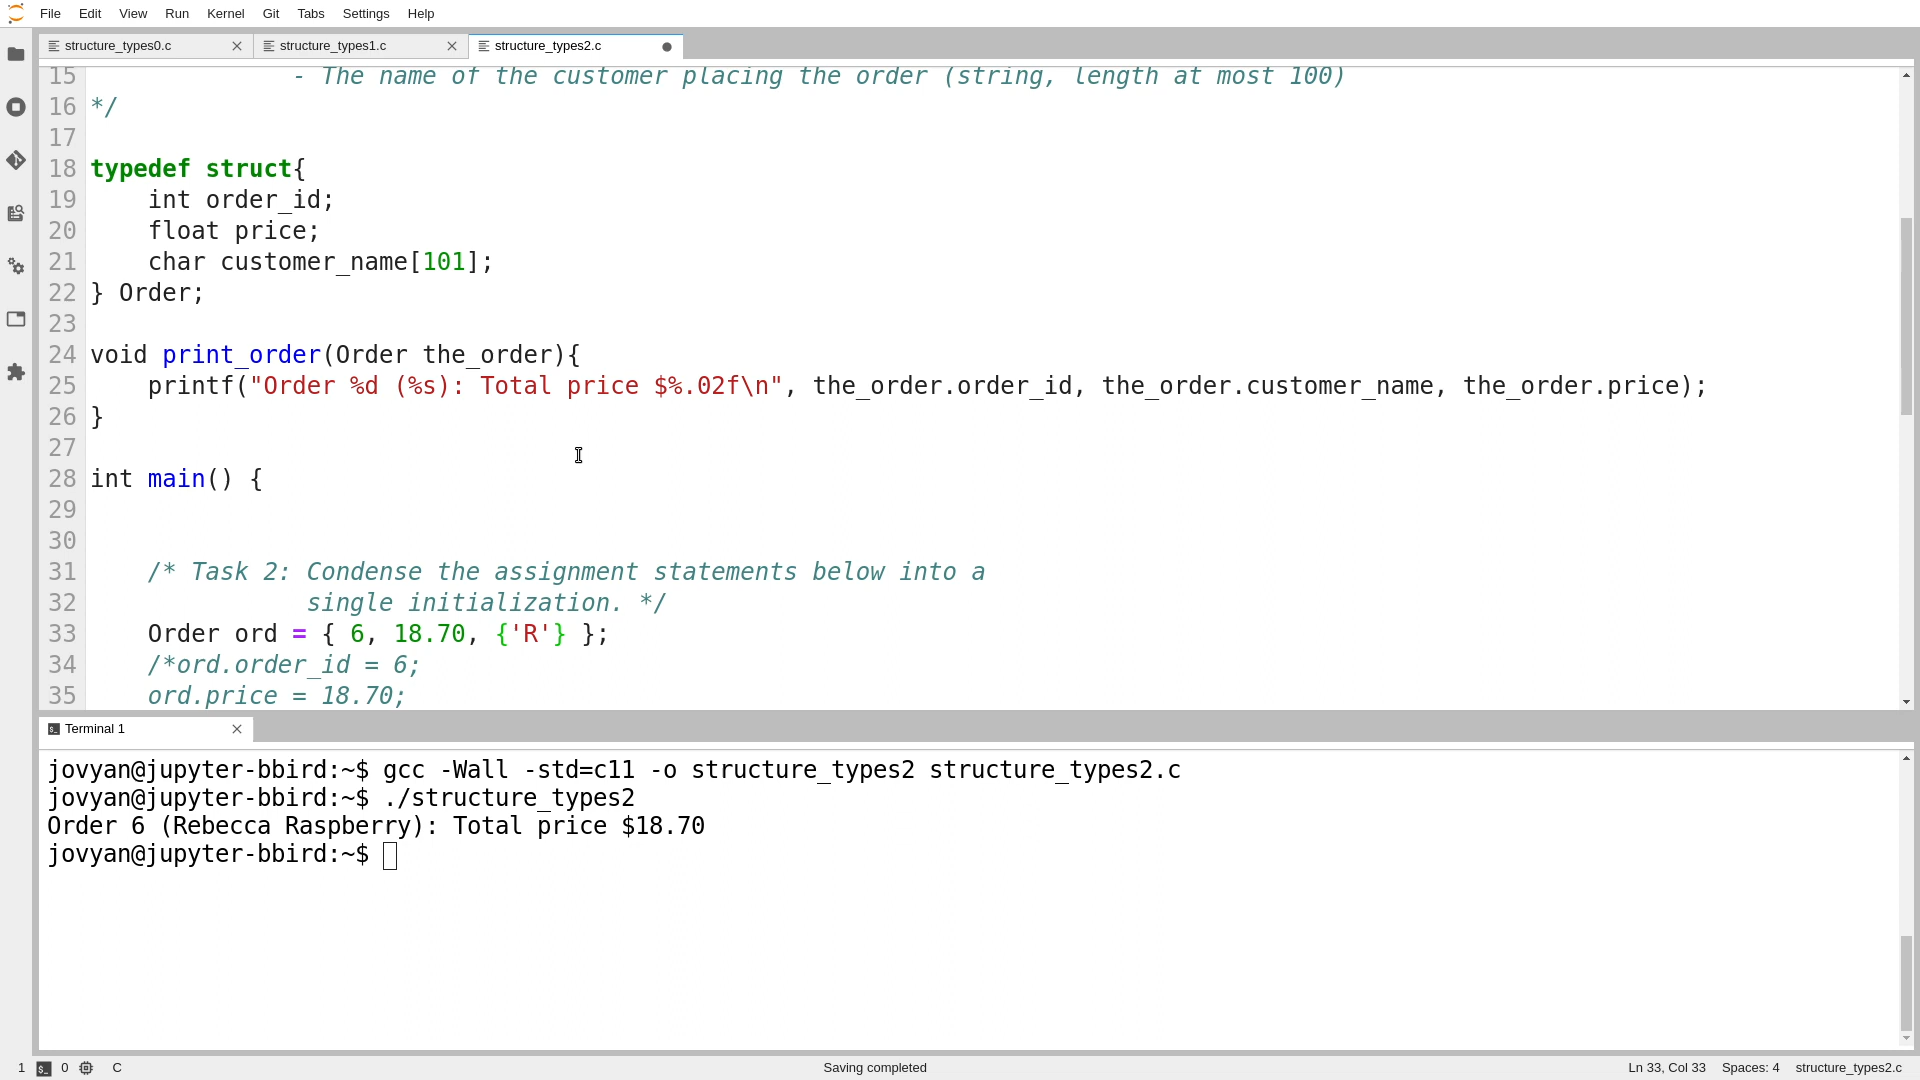 File Edit View Run Kernel Git Tabs Settings Help
structure_types0.c structure_types1.c structure_types2.c
15               - The name of the customer placing the order (string, length at most 100)
16 */
17
18 typedef struct{
19     int order_id;
20     float price;
21     char customer_name[101];
22 } Order;
23
24 void print_order(Order the_order){
25     printf("Order %d (%s): Total price $%.02f\n", the_order.order_id, the_order.customer_name, the_order.price);
26 }
27
28 int main() {
29
30
31     /* Task 2: Condense the assignment statements below into a
32                single initialization. */
33     Order ord = { 6, 18.70, {'R'} };
34     /*ord.order_id = 6;
35     ord.price = 18.70;
Terminal 1
jovyan@jupyter-bbird:~$ gcc -Wall -std=c11 -o structure_types2 structure_types2.c
jovyan@jupyter-bbird:~$ ./structure_types2
Order 6 (Rebecca Raspberry): Total price $18.70
jovyan@jupyter-bbird:~$
1 0 C Saving completed Ln 33, Col 33 Spaces: 4 structure_types2.c